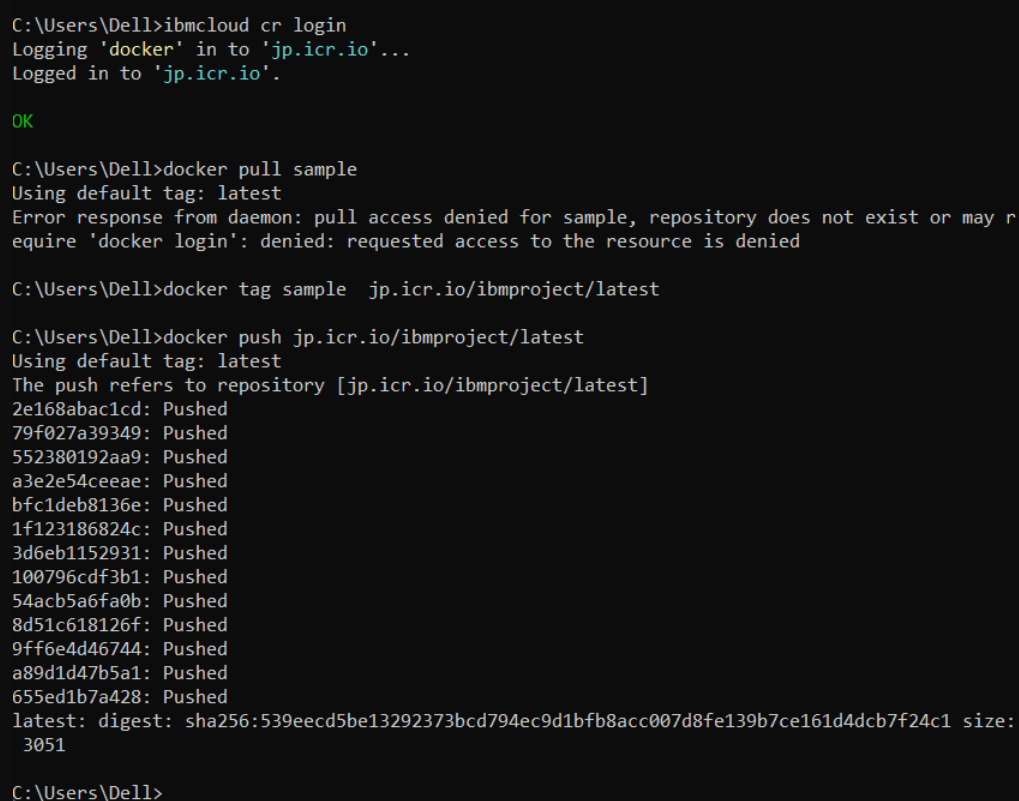 C:\Users\Dell>ibmcloud cr login
Logging 'docker' in to 'jp.icr.io'...
Logged in to 'jp.icr.io'.
OK
C:\Users\Dell>docker pull sample
Using default tag: latest
Error response from daemon: pull access denied for sample, repository does not exist or may r
equire 'docker login': denied: requested access to the resource is denied
C:\Users\Dell>docker tag sample  jp.icr.io/ibmproject/latest
C:\Users\Dell>docker push jp.icr.io/ibmproject/latest
Using default tag: latest
The push refers to repository [jp.icr.io/ibmproject/latest]
2e168abac1cd: Pushed
79f027a39349: Pushed
552380192aa9: Pushed
a3e2e54ceeae: Pushed
bfc1deb8136e: Pushed
1f123186824c: Pushed
3d6eb1152931: Pushed
100796cdf3b1: Pushed
54acb5a6fa0b: Pushed
8d51c618126f: Pushed
9ff6e4d46744: Pushed
a89d1d47b5a1: Pushed
655ed1b7a428: Pushed
latest: digest: sha256:539eecd5be13292373bcd794ec9d1bfb8acc007d8fe139b7ce161d4dcb7f24c1 size:
 3051
C:\Users\Dell>